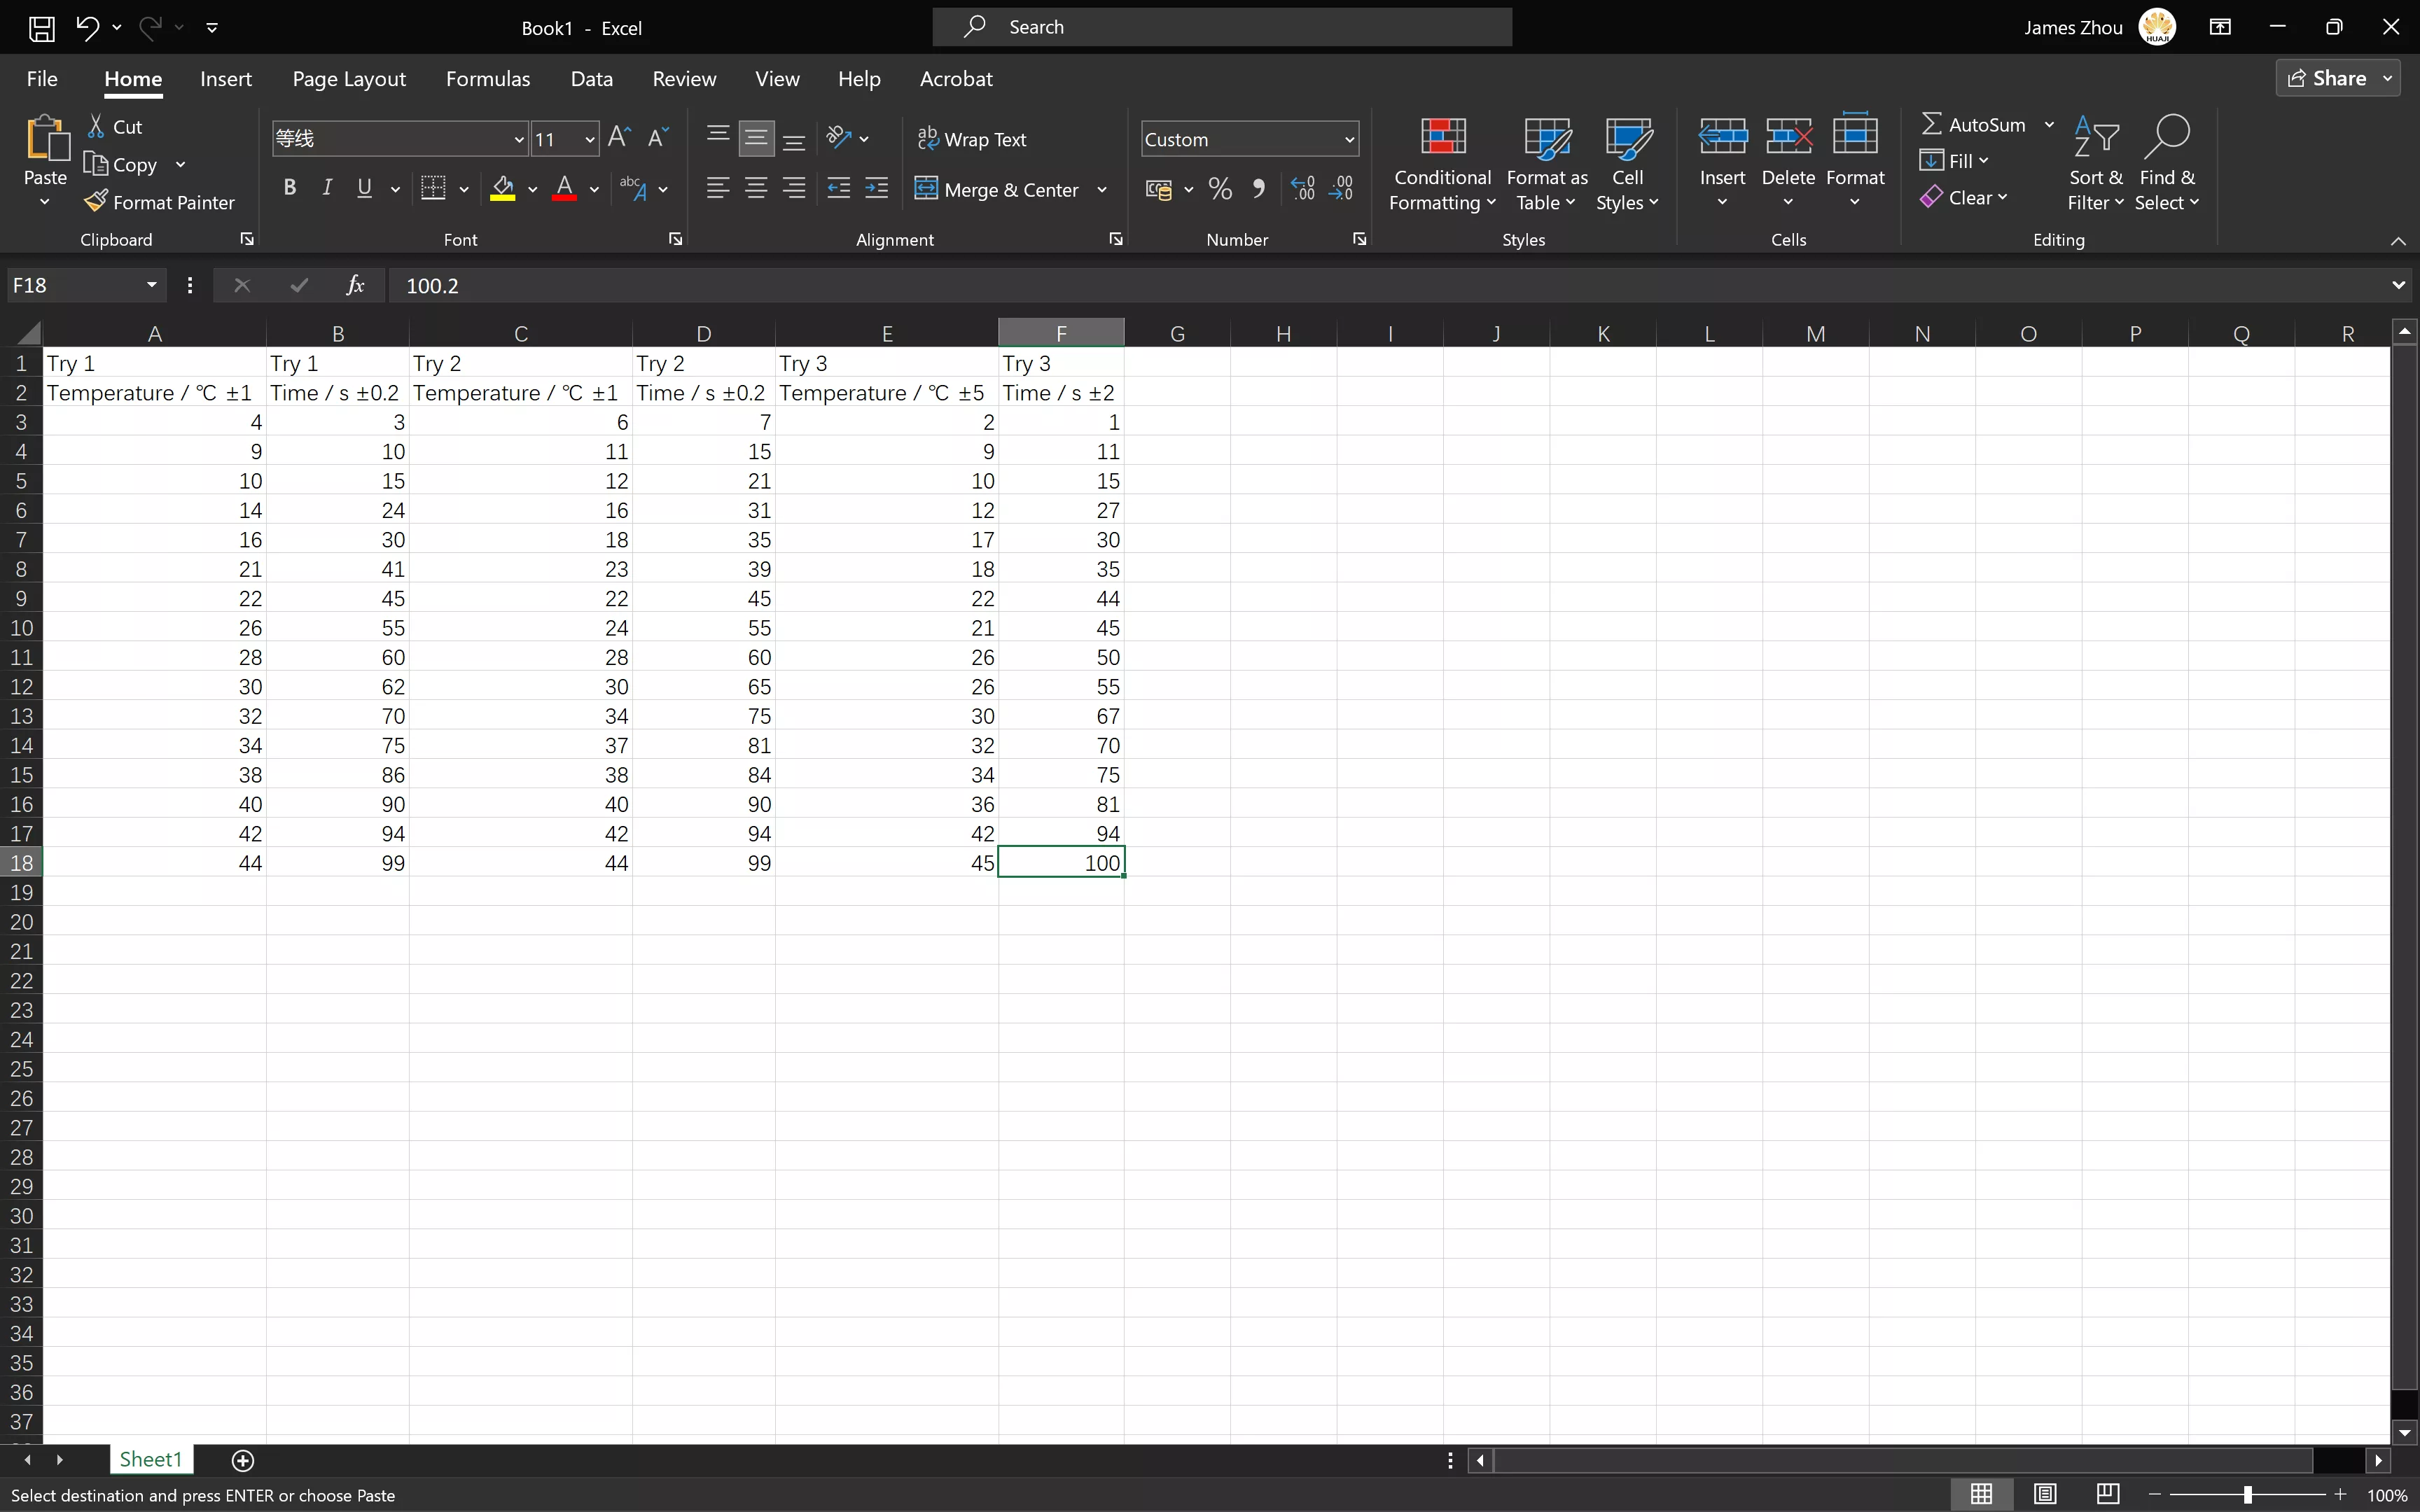 Book1 - Excel
Search
James Zhou
HUAJI
File Home Insert Page Layout Formulas Data Review View Help Acrobat
Share
Paste
Cut
Copy
Format Painter
Clipboard
等线 11
B I U
Font
Wrap Text
Merge & Center
Alignment
Custom
Number
Conditional Formatting
Format as Table
Cell Styles
Styles
Insert Delete Format
Cells
AutoSum
Fill
Clear
Sort & Filter
Find & Select
Editing
F18 fx 100.2
A B C D E F G H I J K L M N O P Q R
1 Try 1 Try 1 Try 2 Try 2 Try 3 Try 3
2 Temperature / ℃ ±1 Time / s ±0.2 Temperature / ℃ ±1 Time / s ±0.2 Temperature / ℃ ±5 Time / s ±2
3 4 3 6 7 2 1
4 9 10 11 15 9 11
5 10 15 12 21 10 15
6 14 24 16 31 12 27
7 16 30 18 35 17 30
8 21 41 23 39 18 35
9 22 45 22 45 22 44
10 26 55 24 55 21 45
11 28 60 28 60 26 50
12 30 62 30 65 26 55
13 32 70 34 75 30 67
14 34 75 37 81 32 70
15 38 86 38 84 34 75
16 40 90 40 90 36 81
17 42 94 42 94 42 94
18 44 99 44 99 45 100
19
20
21
22
23
24
25
26
27
28
29
30
31
32
33
34
35
36
37
Sheet1
Select destination and press ENTER or choose Paste
100%